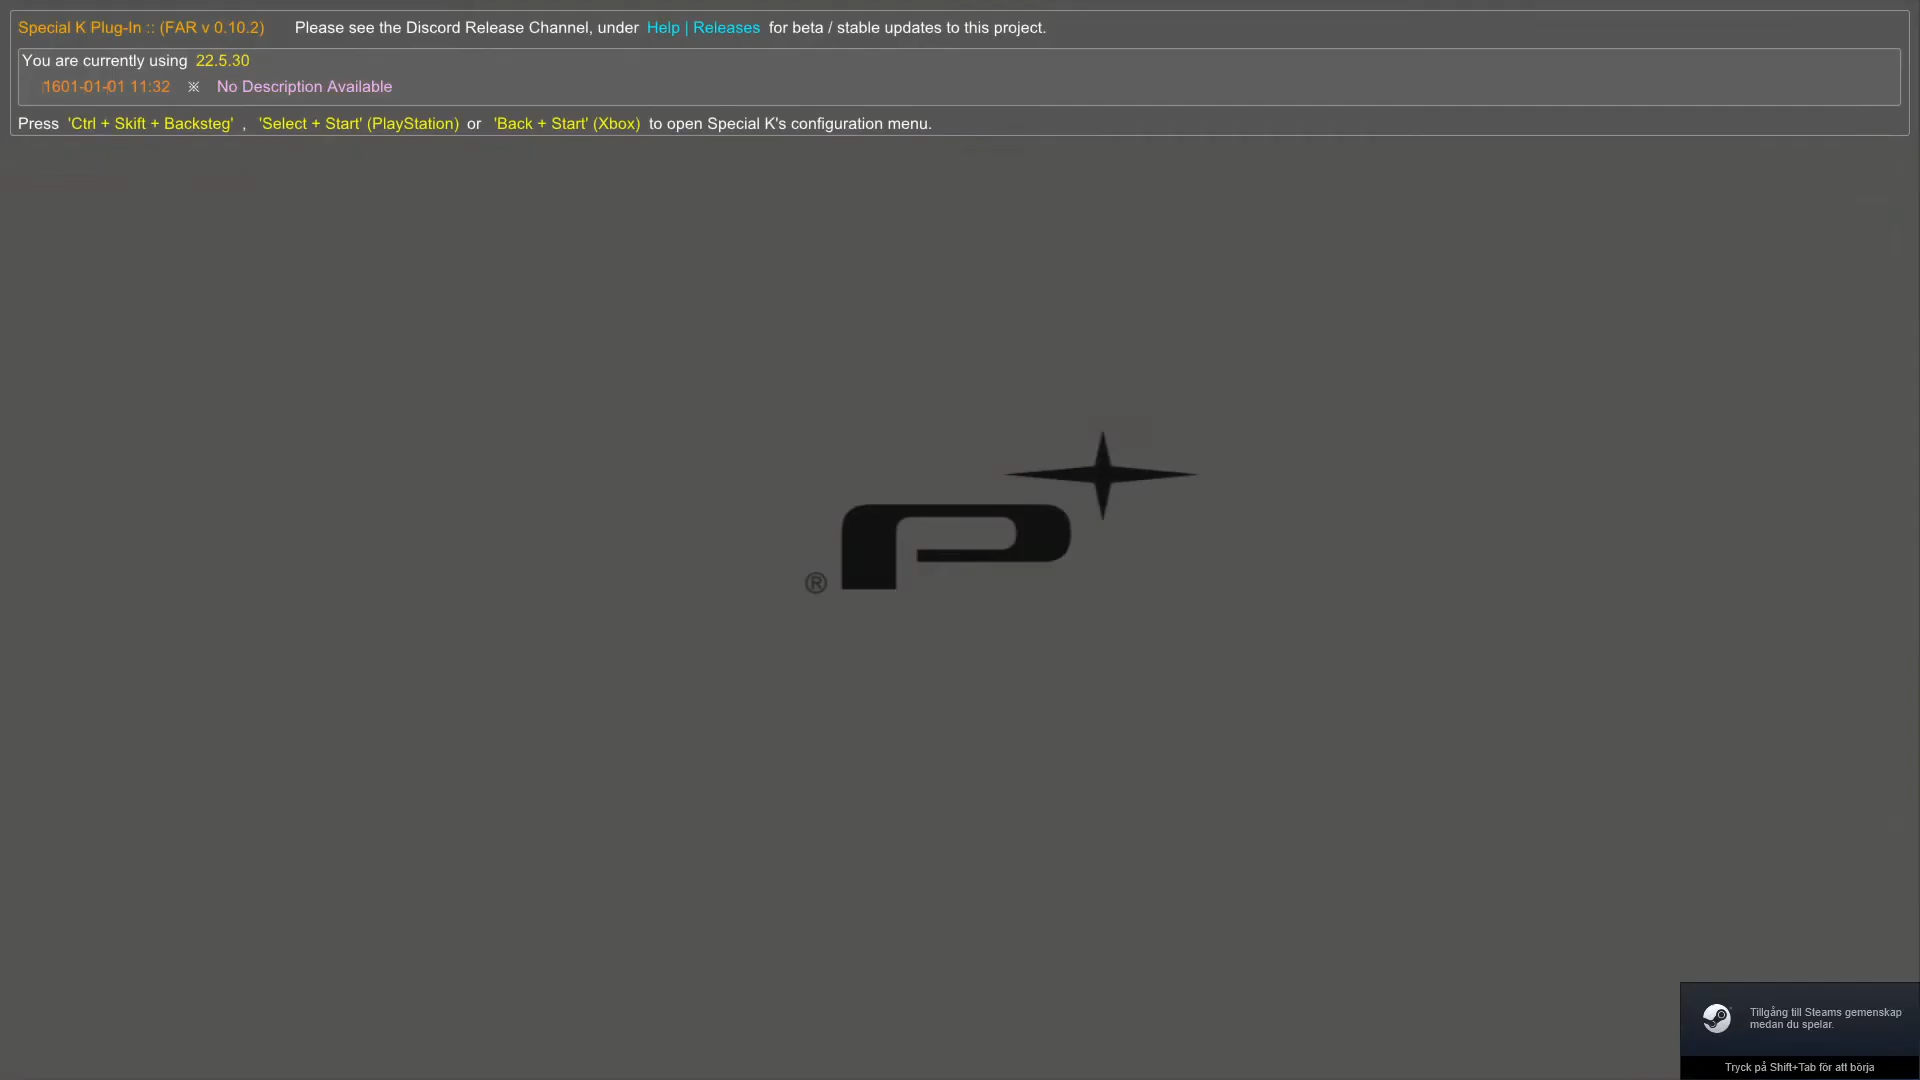 Special K Plug-In :: (FAR v 0.10.2) Please see the Discord Release Channel, under Help | Releases for beta / stable updates to this project.
You are currently using 22.5.30
1601-01-01 11:32 ※ No Description Available
Press 'Ctrl + Skift + Backsteg' , 'Select + Start' (PlayStation) or 'Back + Start' (Xbox) to open Special K's configuration menu.
®
Tillgång till Steams gemenskap
medan du spelar.
Tryck på Shift+Tab för att börja